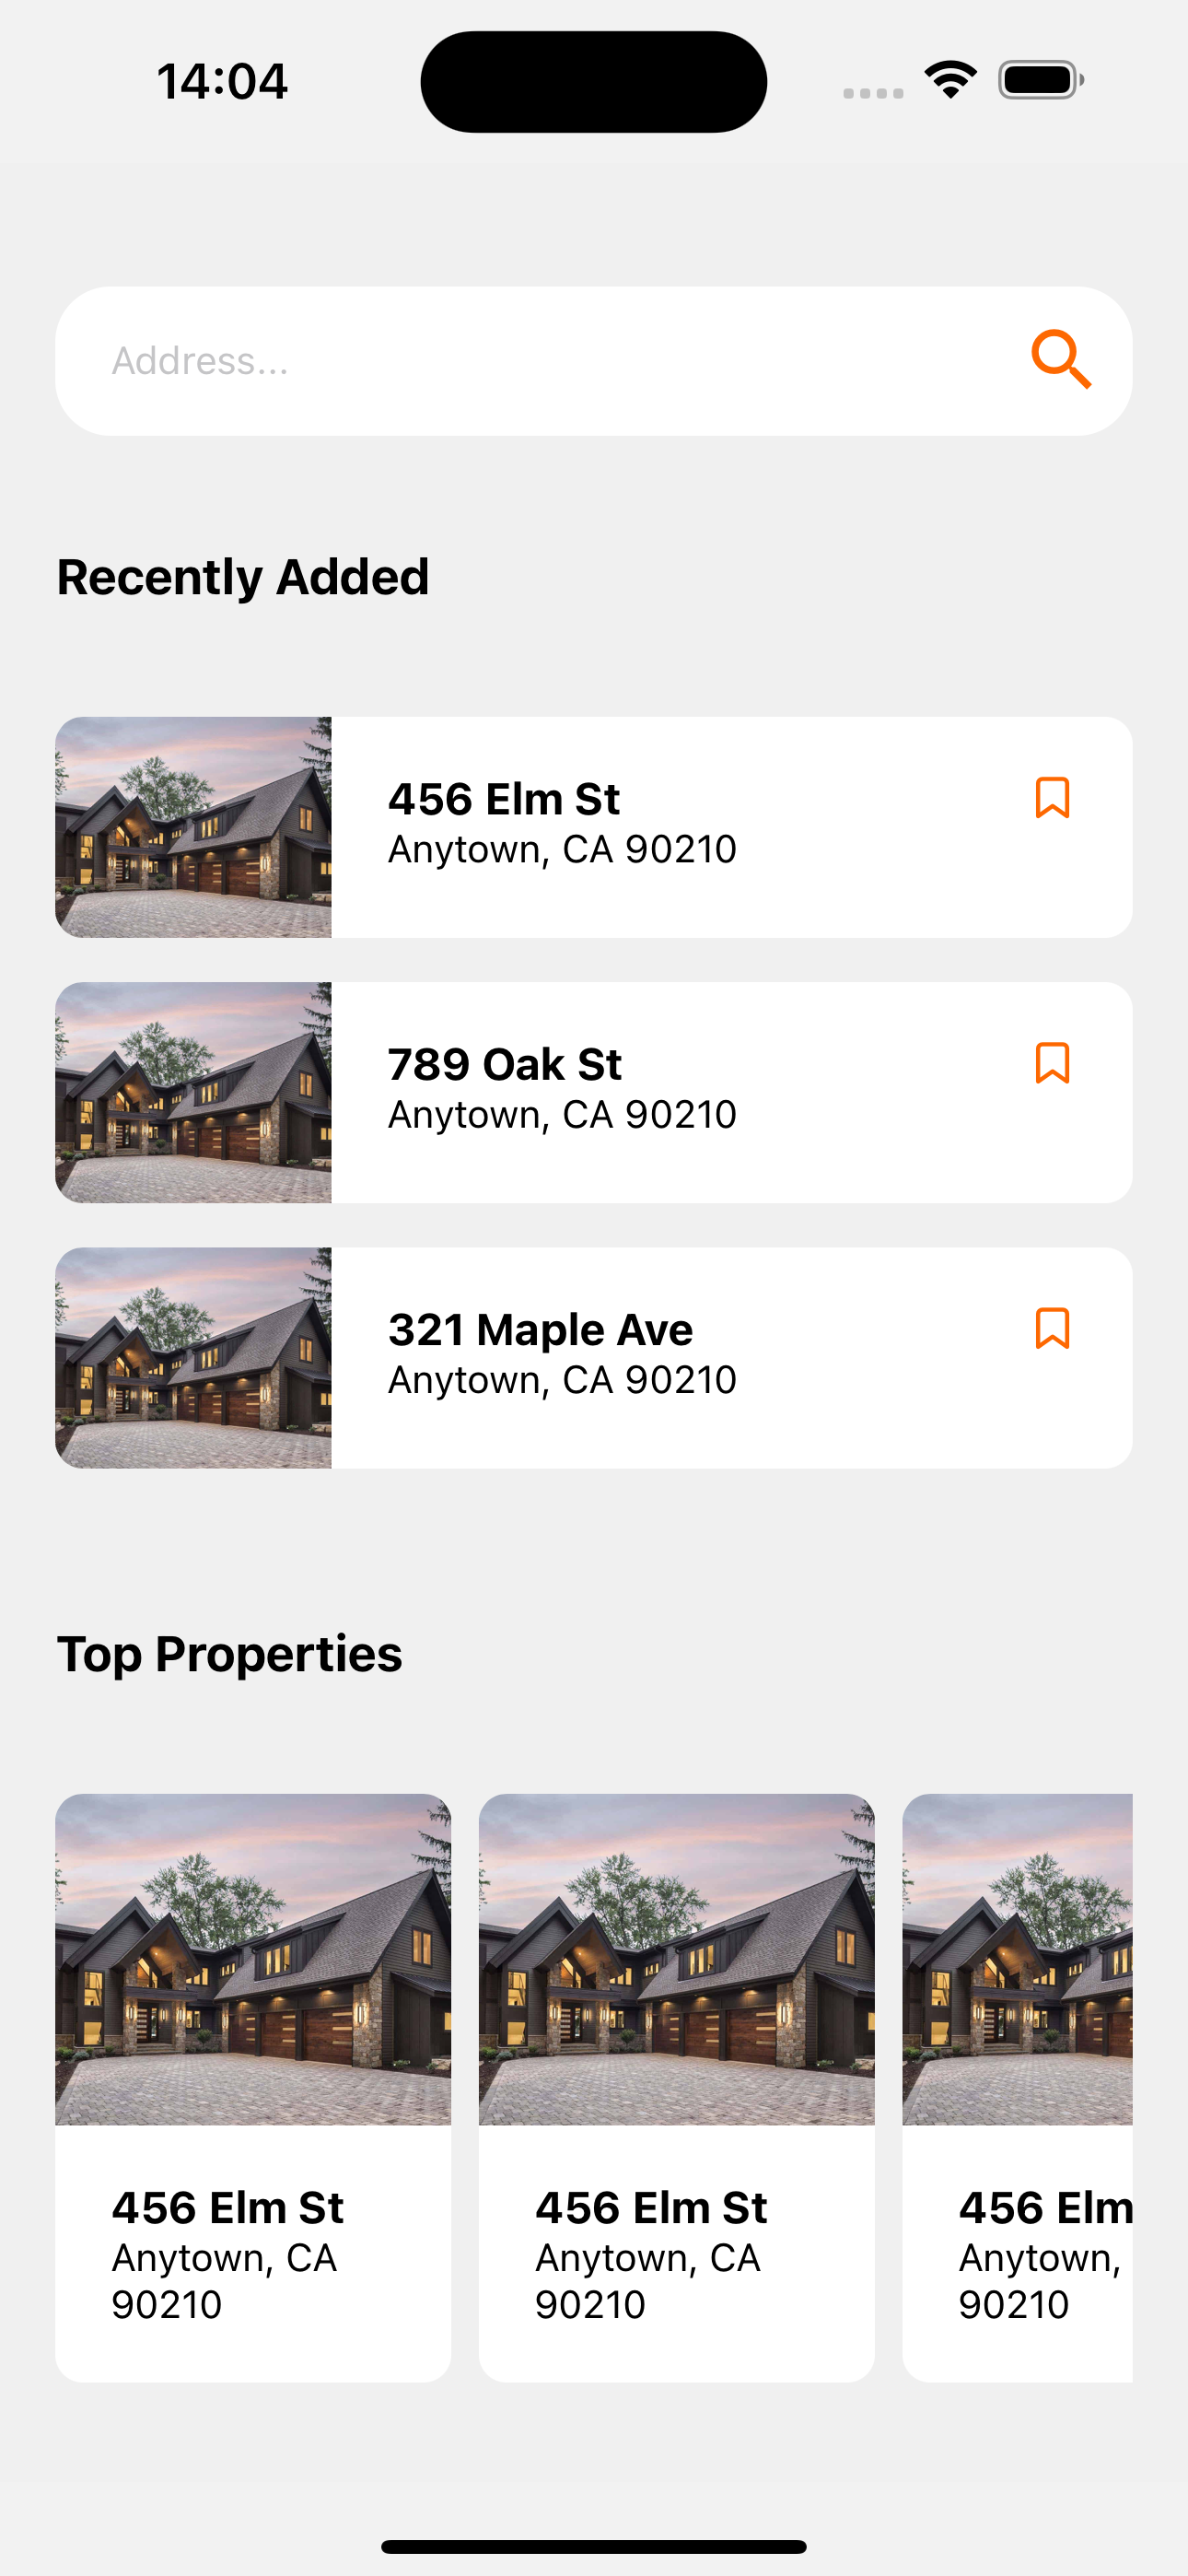 14:04
Address...
Recently Added
456 Elm St
Anytown, CA 90210
789 Oak St
Anytown, CA 90210
321 Maple Ave
Anytown, CA 90210
Top Properties
456 Elm St
Anytown, CA
90210
456 Elm St
Anytown, CA
90210
456 Elm
Anytown,
90210